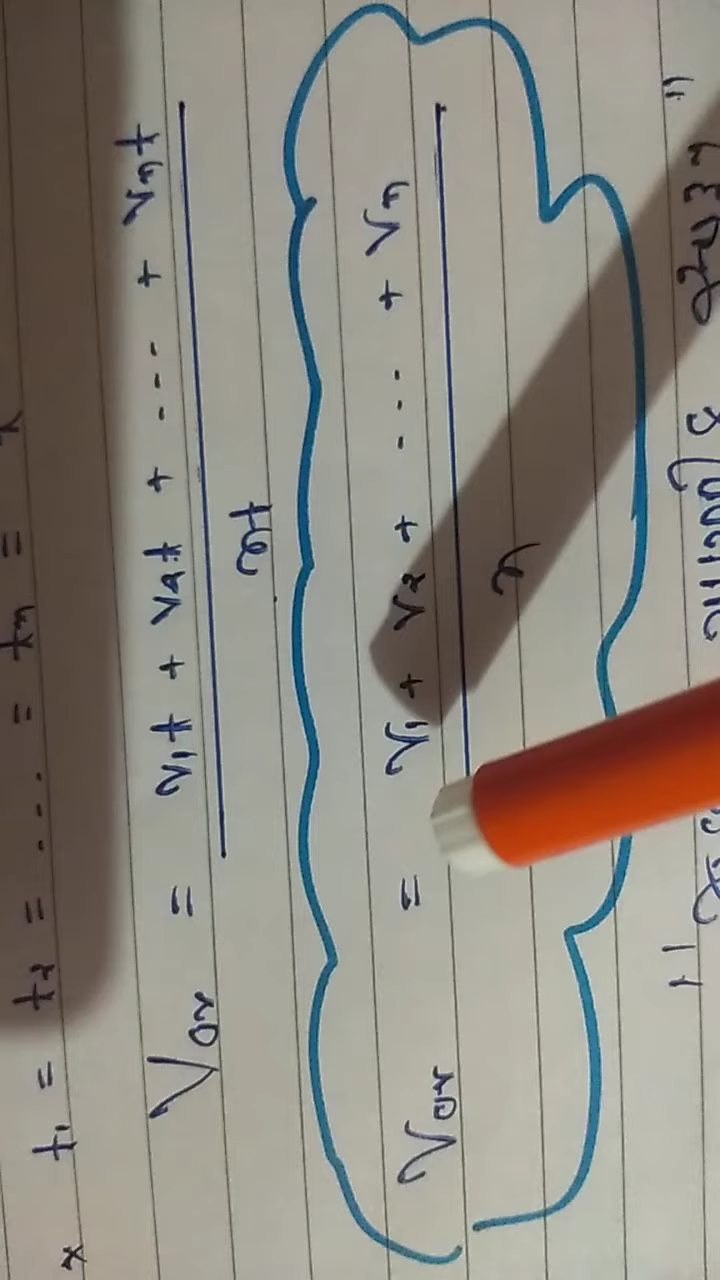 * t₁ = t₂ = .... = tₙ =
Vav = v₁t + v₂t + --- + vₙt
nt
Vav = v₁ + v₂ + .... + vₙ
n